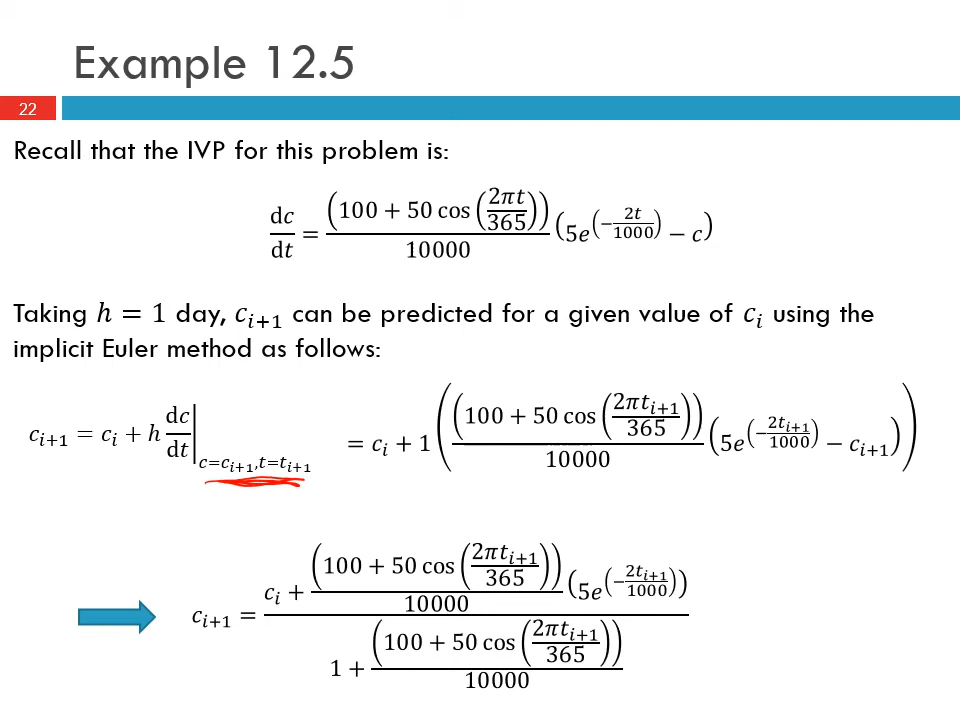 Example 12.5
22
Recall that the IVP for this problem is:
dc/dt = (100 + 50 cos(2πt/365))/10000 (5e^(−2t/1000) − c)
Taking h = 1 day, c_{i+1} can be predicted for a given value of c_i using the
implicit Euler method as follows:
c_{i+1} = c_i + h dc/dt|_{c=c_{i+1},t=t_{i+1}} = c_i + 1((100 + 50 cos(2πt_{i+1}/365))/10000 (5e^(−2t_{i+1}/1000) − c_{i+1}))
c_{i+1} = (c_i + (100 + 50 cos(2πt_{i+1}/365))/10000 (5e^(−2t_{i+1}/1000)))/(1 + (100 + 50 cos(2πt_{i+1}/365))/10000)